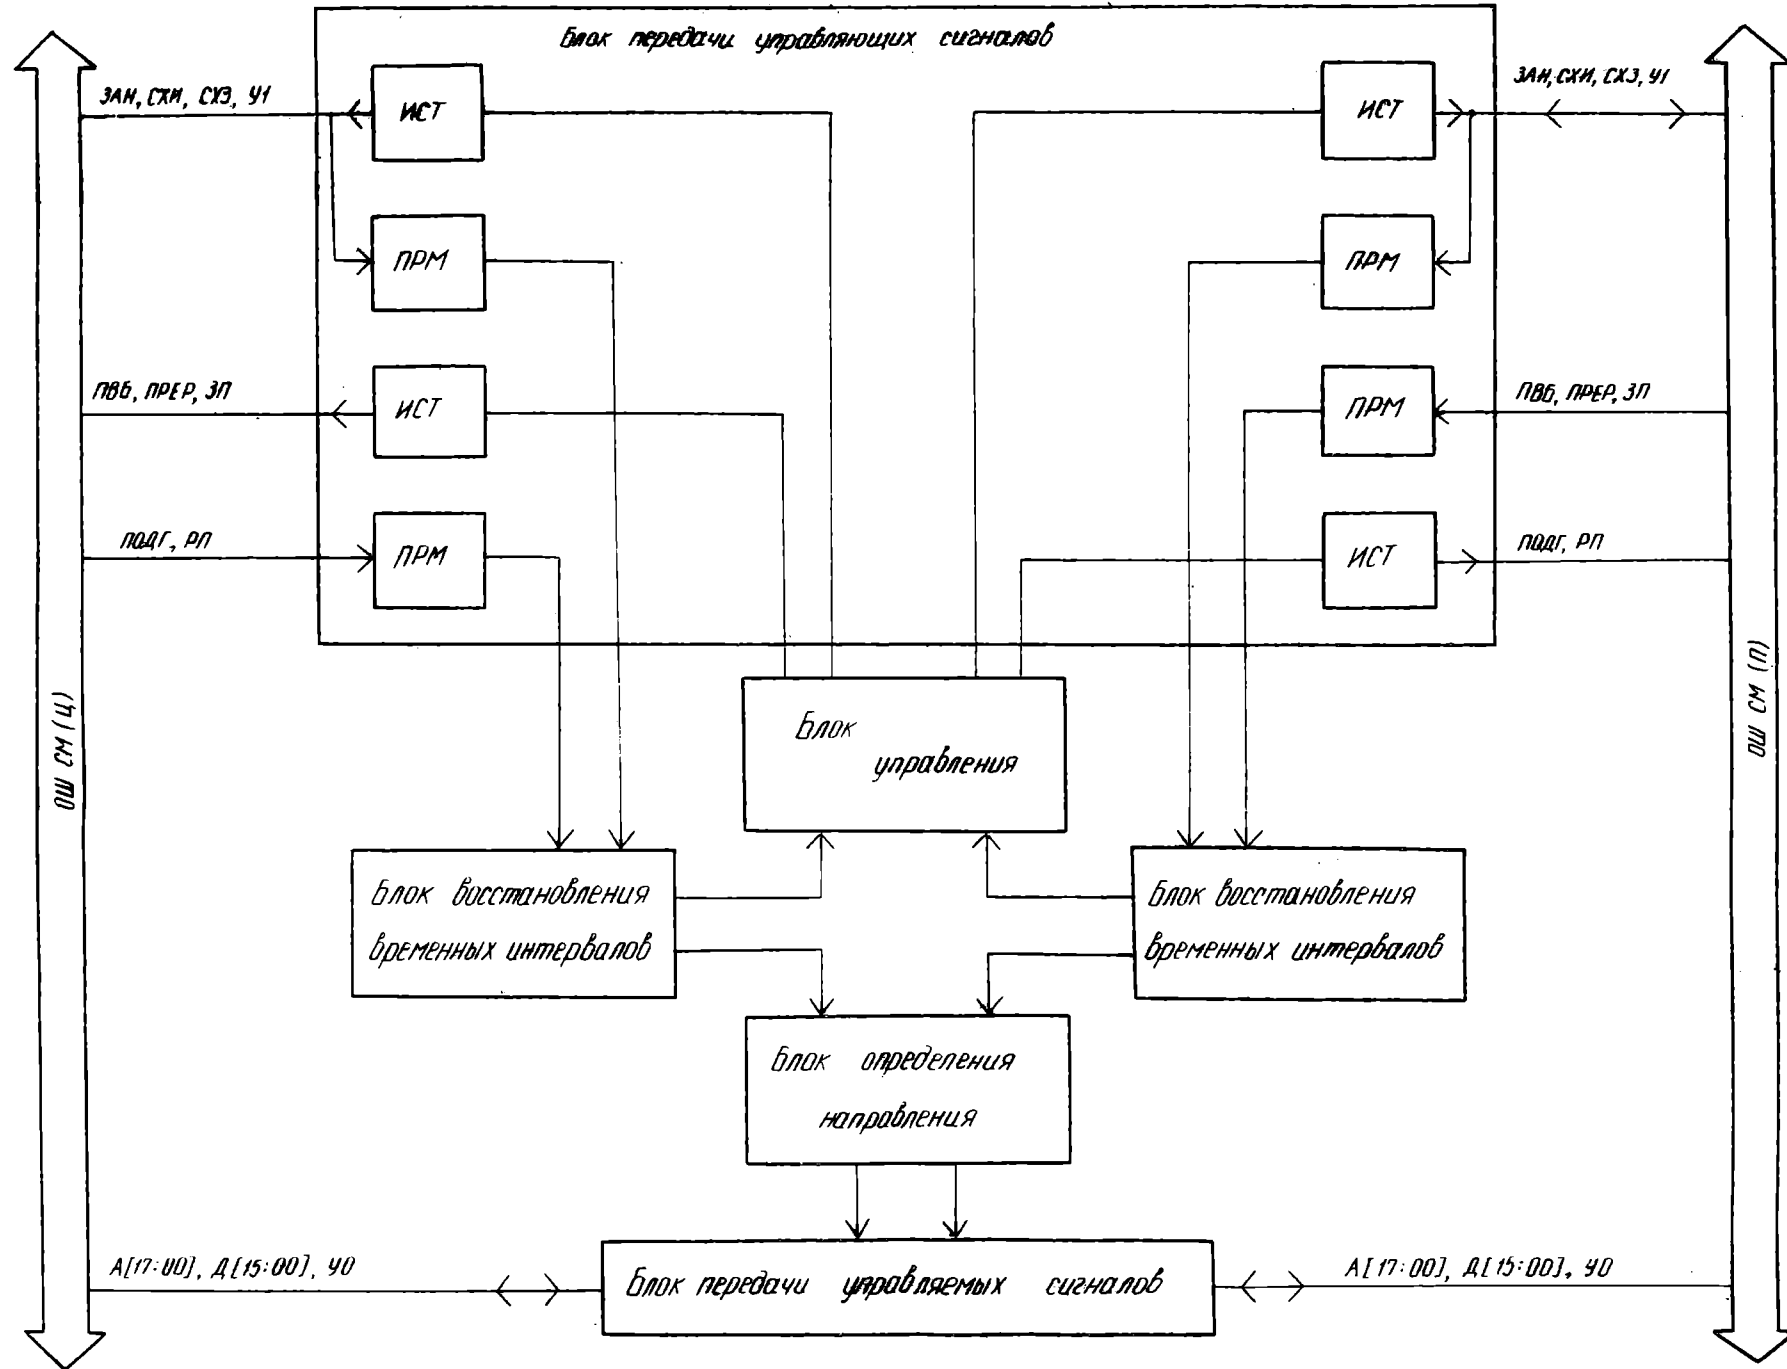 Блок передачи управляющих сигналов
ЗАН, СХИ, СХЗ, У1
ИСТ
ИСТ
ЗАН, СХИ, СХЗ, У1
ПРМ
ПРМ
ПВБ, ПРЕР, ЗП
ИСТ
ПРМ
ПВБ, ПРЕР, ЗП
ПОДГ, РП
ПРМ
ИСТ
ПОДГ, РП
ОШ СМ (Ц)
ОШ СМ (П)
Блок
управления
Блок восстановления
временных интервалов
Блок восстановления
временных интервалов
Блок определения
направления
А[17:00], Д[15:00], У0
Блок передачи управляемых сигналов
А[17:00], Д[15:00], У0